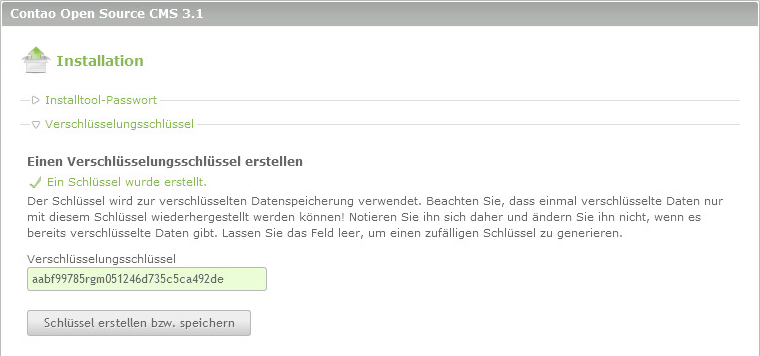 Contao Open Source CMS 3.1
Installation
Installtool-Passwort
Verschlüsselungsschlüssel
Einen Verschlüsselungsschlüssel erstellen
Ein Schlüssel wurde erstellt.
Der Schlüssel wird zur verschlüsselten Datenspeicherung verwendet. Beachten Sie, dass einmal verschlüsselte Daten nur
mit diesem Schlüssel wiederhergestellt werden können! Notieren Sie ihn sich daher und ändern Sie ihn nicht, wenn es
bereits verschlüsselte Daten gibt. Lassen Sie das Feld leer, um einen zufälligen Schlüssel zu generieren.
Verschlüsselungsschlüssel
aabf99785rgm051246d735c5ca492de
Schlüssel erstellen bzw. speichern